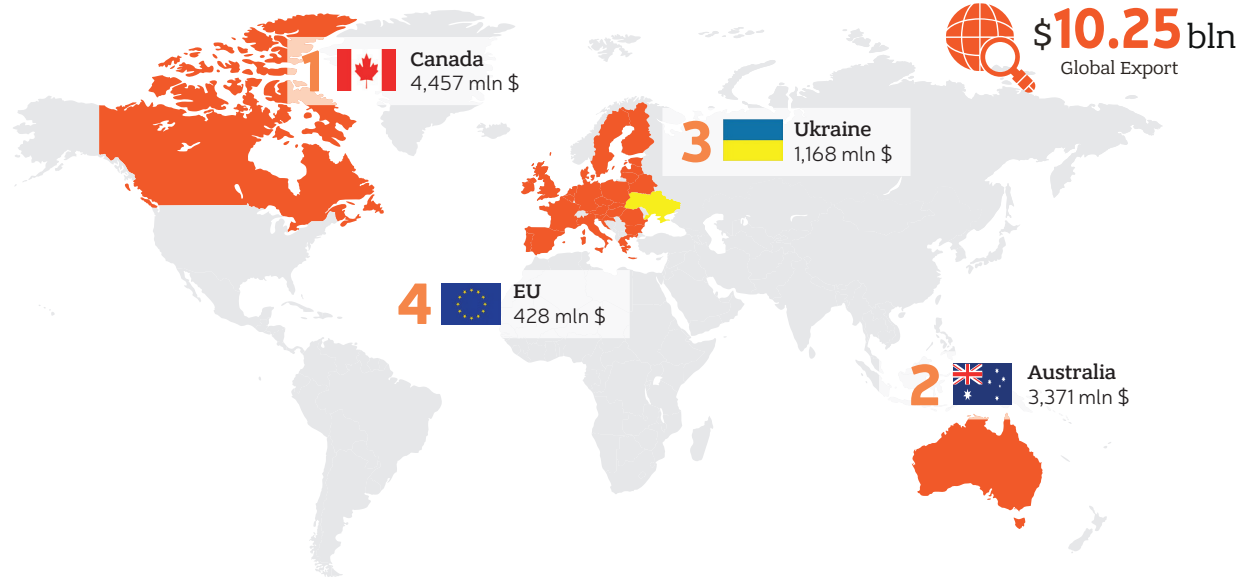 $10.25 bln
Global Export
1
Canada
4,457 mln $
3
Ukraine
1,168 mln $
4
EU
428 mln $
2
Australia
3,371 mln $